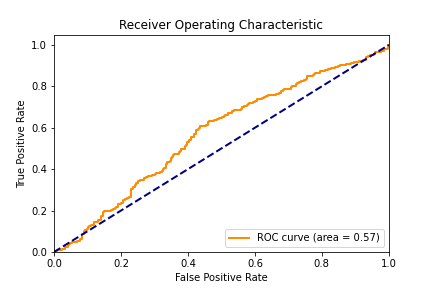 Receiver Operating Characteristic
True Positive Rate
1.0
0.8
0.6
0.4
0.2
0.0
ROC curve (area = 0.57)
0.0 0.2 0.4 0.6 0.8 1.0
False Positive Rate